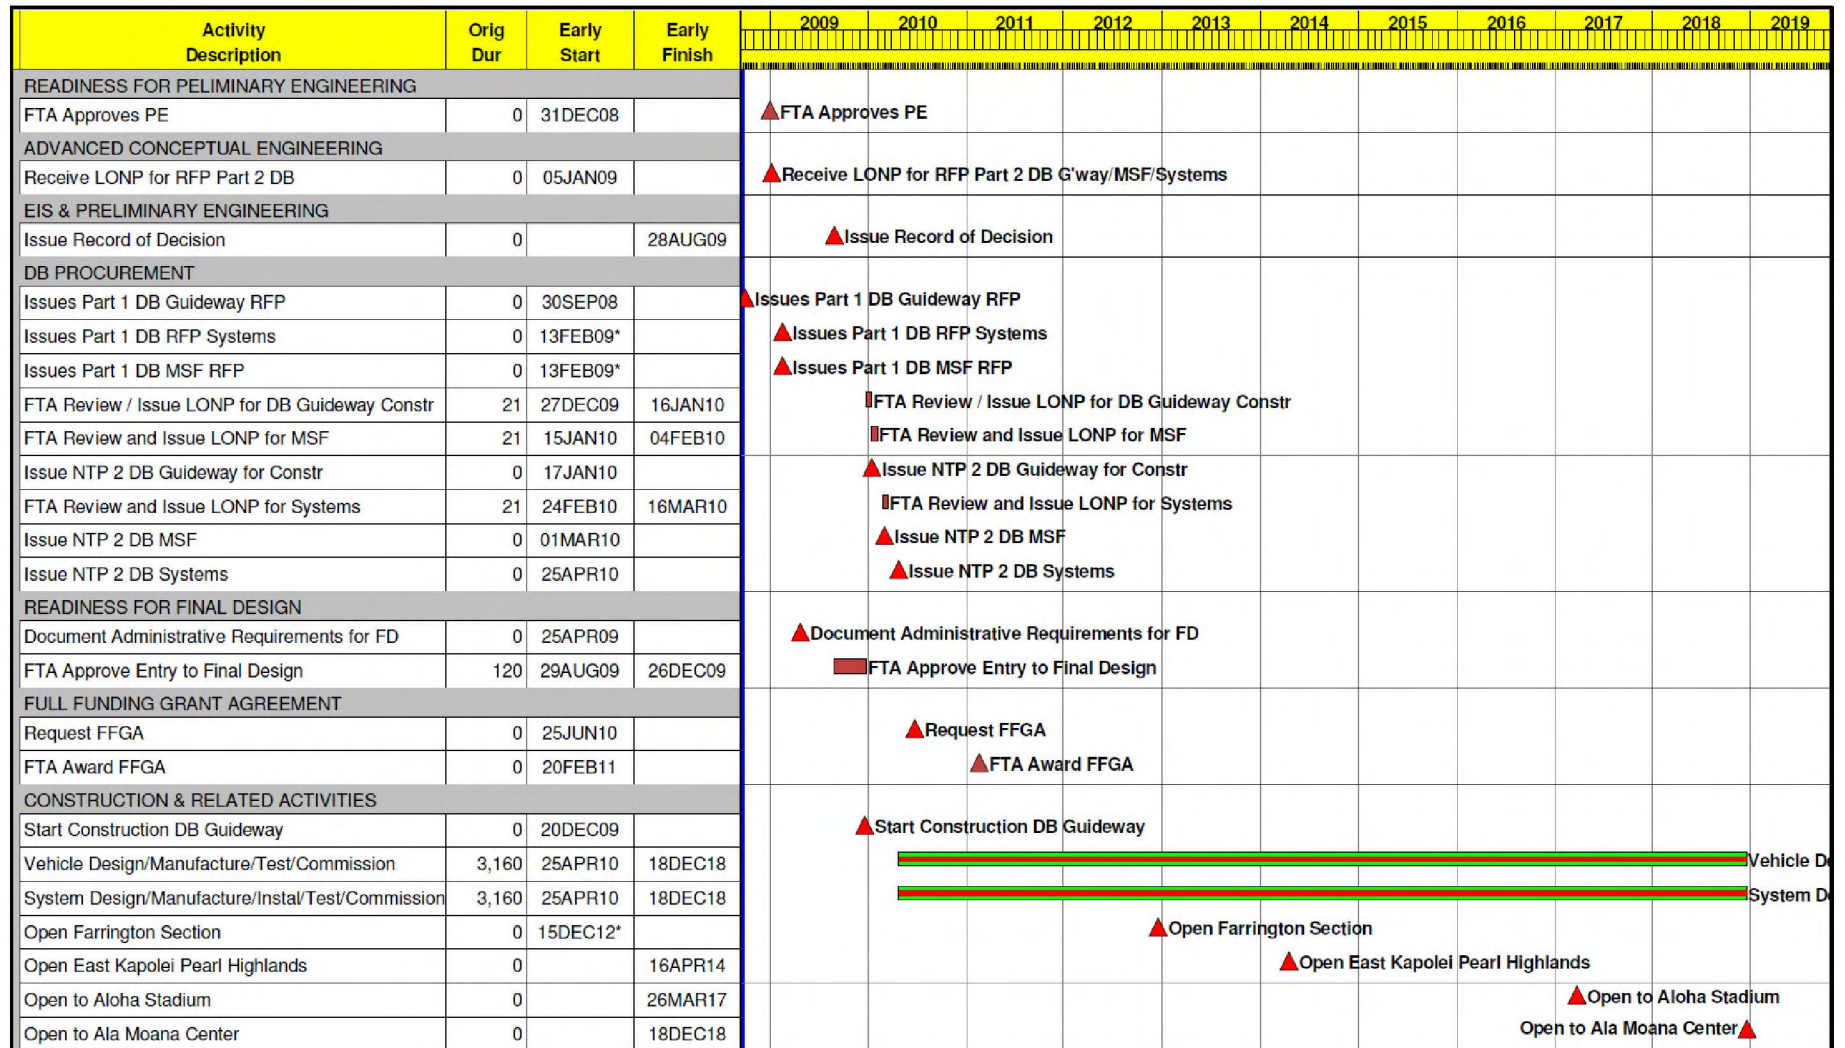 Activity Description Orig Dur Early Start Early Finish 2009 2010 2011 2012 2013 2014 2015 2016 2017 2018 2019
READINESS FOR PELIMINARY ENGINEERING
FTA Approves PE 0 31DEC08 FTA Approves PE
ADVANCED CONCEPTUAL ENGINEERING
Receive LONP for RFP Part 2 DB 0 05JAN09 Receive LONP for RFP Part 2 DB G'way/MSF/Systems
EIS & PRELIMINARY ENGINEERING
Issue Record of Decision 0 28AUG09 Issue Record of Decision
DB PROCUREMENT
Issues Part 1 DB Guideway RFP 0 30SEP08 Issues Part 1 DB Guideway RFP
Issues Part 1 DB RFP Systems 0 13FEB09* Issues Part 1 DB RFP Systems
Issues Part 1 DB MSF RFP 0 13FEB09* Issues Part 1 DB MSF RFP
FTA Review / Issue LONP for DB Guideway Constr 21 27DEC09 16JAN10 FTA Review / Issue LONP for DB Guideway Constr
FTA Review and Issue LONP for MSF 21 15JAN10 04FEB10 FTA Review and Issue LONP for MSF
Issue NTP 2 DB Guideway for Constr 0 17JAN10 Issue NTP 2 DB Guideway for Constr
FTA Review and Issue LONP for Systems 21 24FEB10 16MAR10 FTA Review and Issue LONP for Systems
Issue NTP 2 DB MSF 0 01MAR10 Issue NTP 2 DB MSF
Issue NTP 2 DB Systems 0 25APR10 Issue NTP 2 DB Systems
READINESS FOR FINAL DESIGN
Document Administrative Requirements for FD 0 25APR09 Document Administrative Requirements for FD
FTA Approve Entry to Final Design 120 29AUG09 26DEC09 FTA Approve Entry to Final Design
FULL FUNDING GRANT AGREEMENT
Request FFGA 0 25JUN10 Request FFGA
FTA Award FFGA 0 20FEB11 FTA Award FFGA
CONSTRUCTION & RELATED ACTIVITIES
Start Construction DB Guideway 0 20DEC09 Start Construction DB Guideway
Vehicle Design/Manufacture/Test/Commission 3,160 25APR10 18DEC18 Vehicle De
System Design/Manufacture/Instal/Test/Commission 3,160 25APR10 18DEC18 System De
Open Farrington Section 0 15DEC12* Open Farrington Section
Open East Kapolei Pearl Highlands 0 16APR14 Open East Kapolei Pearl Highlands
Open to Aloha Stadium 0 26MAR17 Open to Aloha Stadium
Open to Ala Moana Center 0 18DEC18 Open to Ala Moana Center